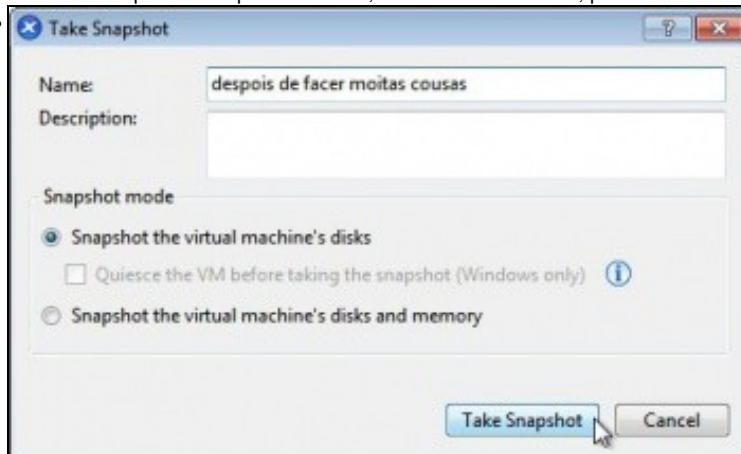 Take Snapshot
Name: despois de facer moitas cousas
Description:
Snapshot mode
Snapshot the virtual machine's disks
Quiesce the VM before taking the snapshot (Windows only)
Snapshot the virtual machine's disks and memory
Take Snapshot Cancel